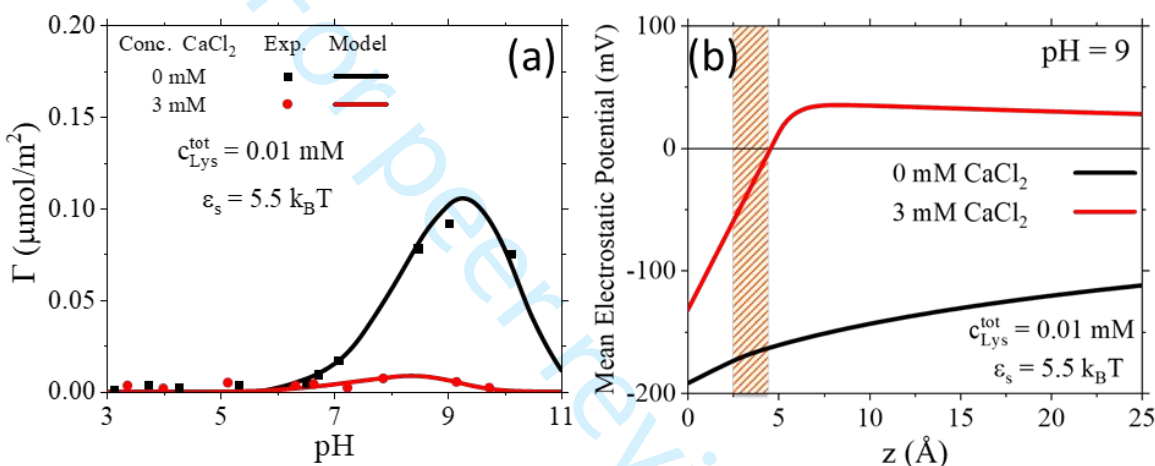 (a)
Conc. CaCl₂ Exp. Model
0 mM
3 mM
c_Lys^tot = 0.01 mM
ε_s = 5.5 k_BT
Γ (μmol/m²)
0.20
0.15
0.10
0.05
0.00
3 5 7 9 11
pH
(b)
pH = 9
Mean Electrostatic Potential (mV)
100
0
-100
-200
0 mM CaCl₂
3 mM CaCl₂
c_Lys^tot = 0.01 mM
ε_s = 5.5 k_BT
0 5 10 15 20 25
z (Å)
or peer revi